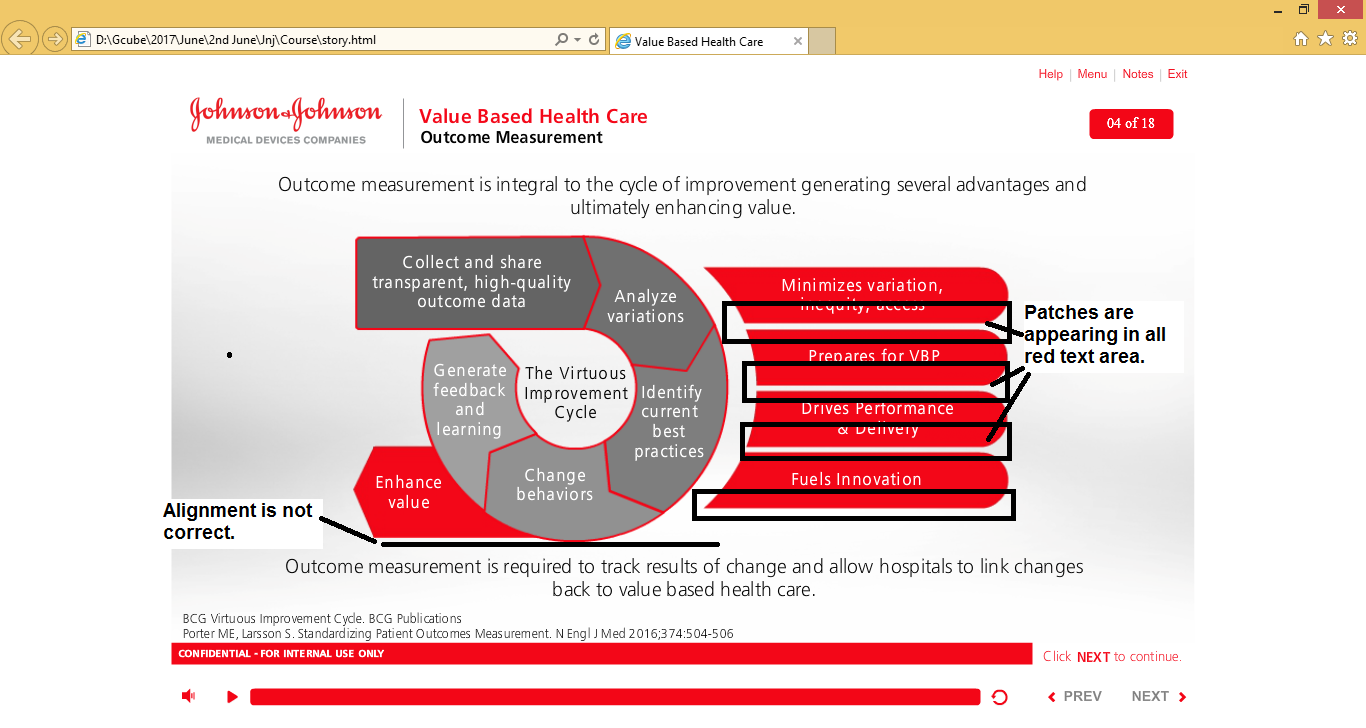 D:\Gcube\2017\June\2nd June\Jnj\Course\story.html
Value Based Health Care
Help | Menu | Notes | Exit
Johnson & Johnson
MEDICAL DEVICES COMPANIES
Value Based Health Care
Outcome Measurement
04 of 18
Outcome measurement is integral to the cycle of improvement generating several advantages and
ultimately enhancing value.
Collect and share
transparent, high-quality
outcome data
Analyze
variations
Identify
current
best
practices
Change
behaviors
Generate
feedback
and
learning
The Virtuous
Improvement
Cycle
Enhance
value
Minimizes variation,
inequity, access
Prepares for VBP
Drives Performance
& Delivery
Fuels Innovation
Patches are
appearing in all
red text area.
Alignment is not
correct.
Outcome measurement is required to track results of change and allow hospitals to link changes
back to value based health care.
BCG Virtuous Improvement Cycle. BCG Publications
Porter ME, Larsson S. Standardizing Patient Outcomes Measurement. N Engl J Med 2016;374:504-506
CONFIDENTIAL - FOR INTERNAL USE ONLY
Click NEXT to continue.
PREV
NEXT